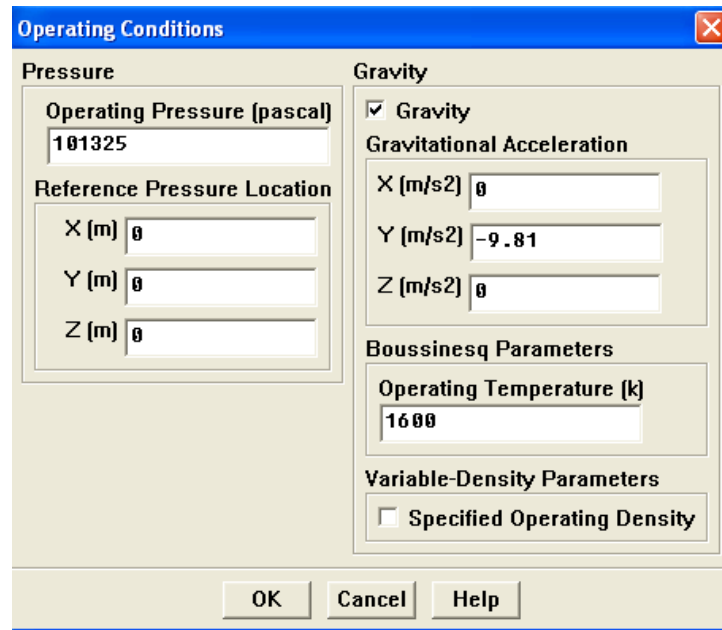 Operating Conditions
Pressure
Operating Pressure (pascal)
101325
Reference Pressure Location
X (m) 0
Y (m) 0
Z (m) 0
Gravity
Gravity
Gravitational Acceleration
X (m/s2) 0
Y (m/s2) -9.81
Z (m/s2) 0
Boussinesq Parameters
Operating Temperature (k)
1600
Variable-Density Parameters
Specified Operating Density
OK Cancel Help